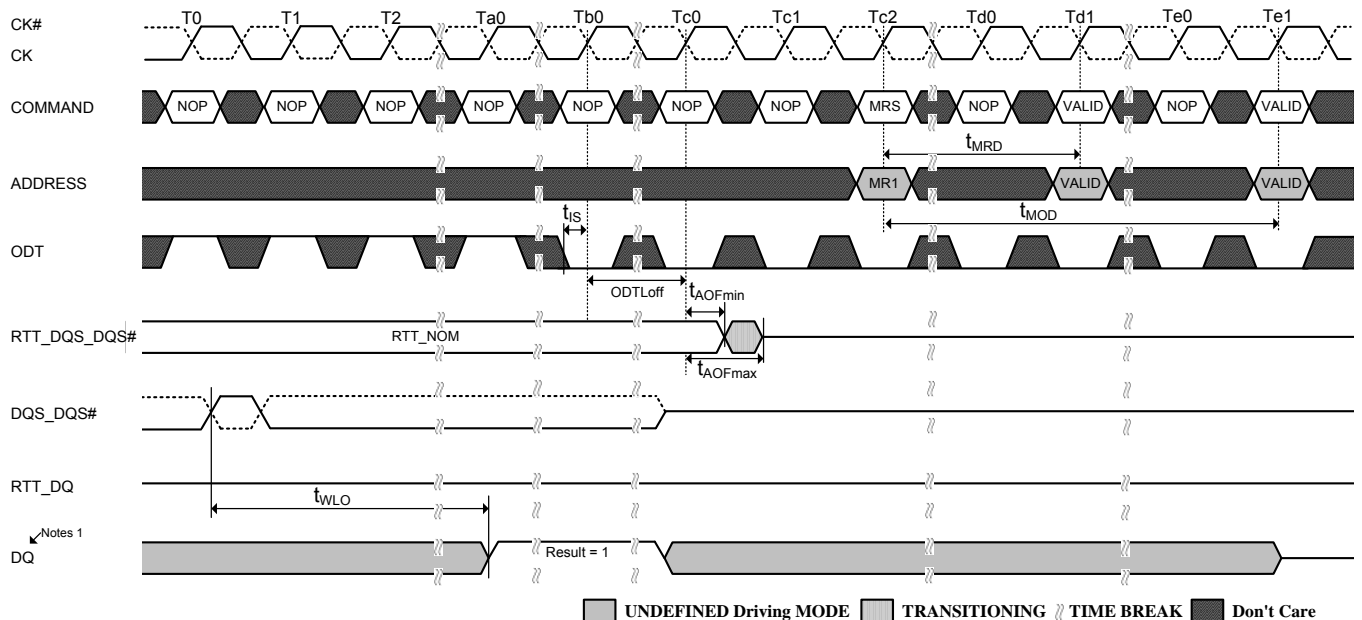 T0 T1 T2 Ta0 Tb0 Tc0 Tc1 Tc2 Td0 Td1 Te0 Te1
CK#
CK
COMMAND NOP NOP NOP NOP NOP NOP NOP MRS NOP VALID NOP VALID
tMRD
ADDRESS MR1 VALID VALID
tIS tMOD
ODT
ODTLoff tAOFmin
RTT_DQS_DQS# RTT_NOM
tAOFmax
DQS_DQS#
RTT_DQ
tWLO
Notes 1
DQ Result = 1
UNDEFINED Driving MODE TRANSITIONING TIME BREAK Don't Care